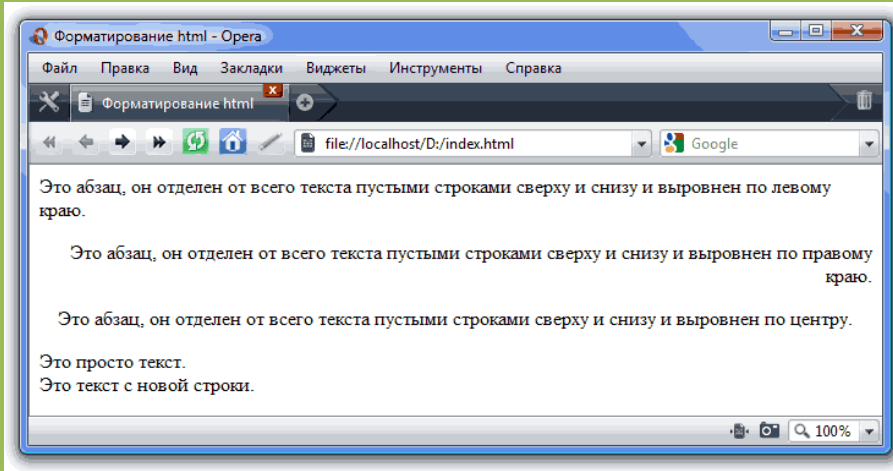 Форматирование html - Opera
Файл Правка Вид Закладки Виджеты Инструменты Справка
Форматирование html
file://localhost/D:/index.html Google
Это абзац, он отделен от всего текста пустыми строками сверху и снизу и выровнен по левому
краю.
Это абзац, он отделен от всего текста пустыми строками сверху и снизу и выровнен по правому
краю.
Это абзац, он отделен от всего текста пустыми строками сверху и снизу и выровнен по центру.
Это просто текст.
Это текст с новой строки.
100%